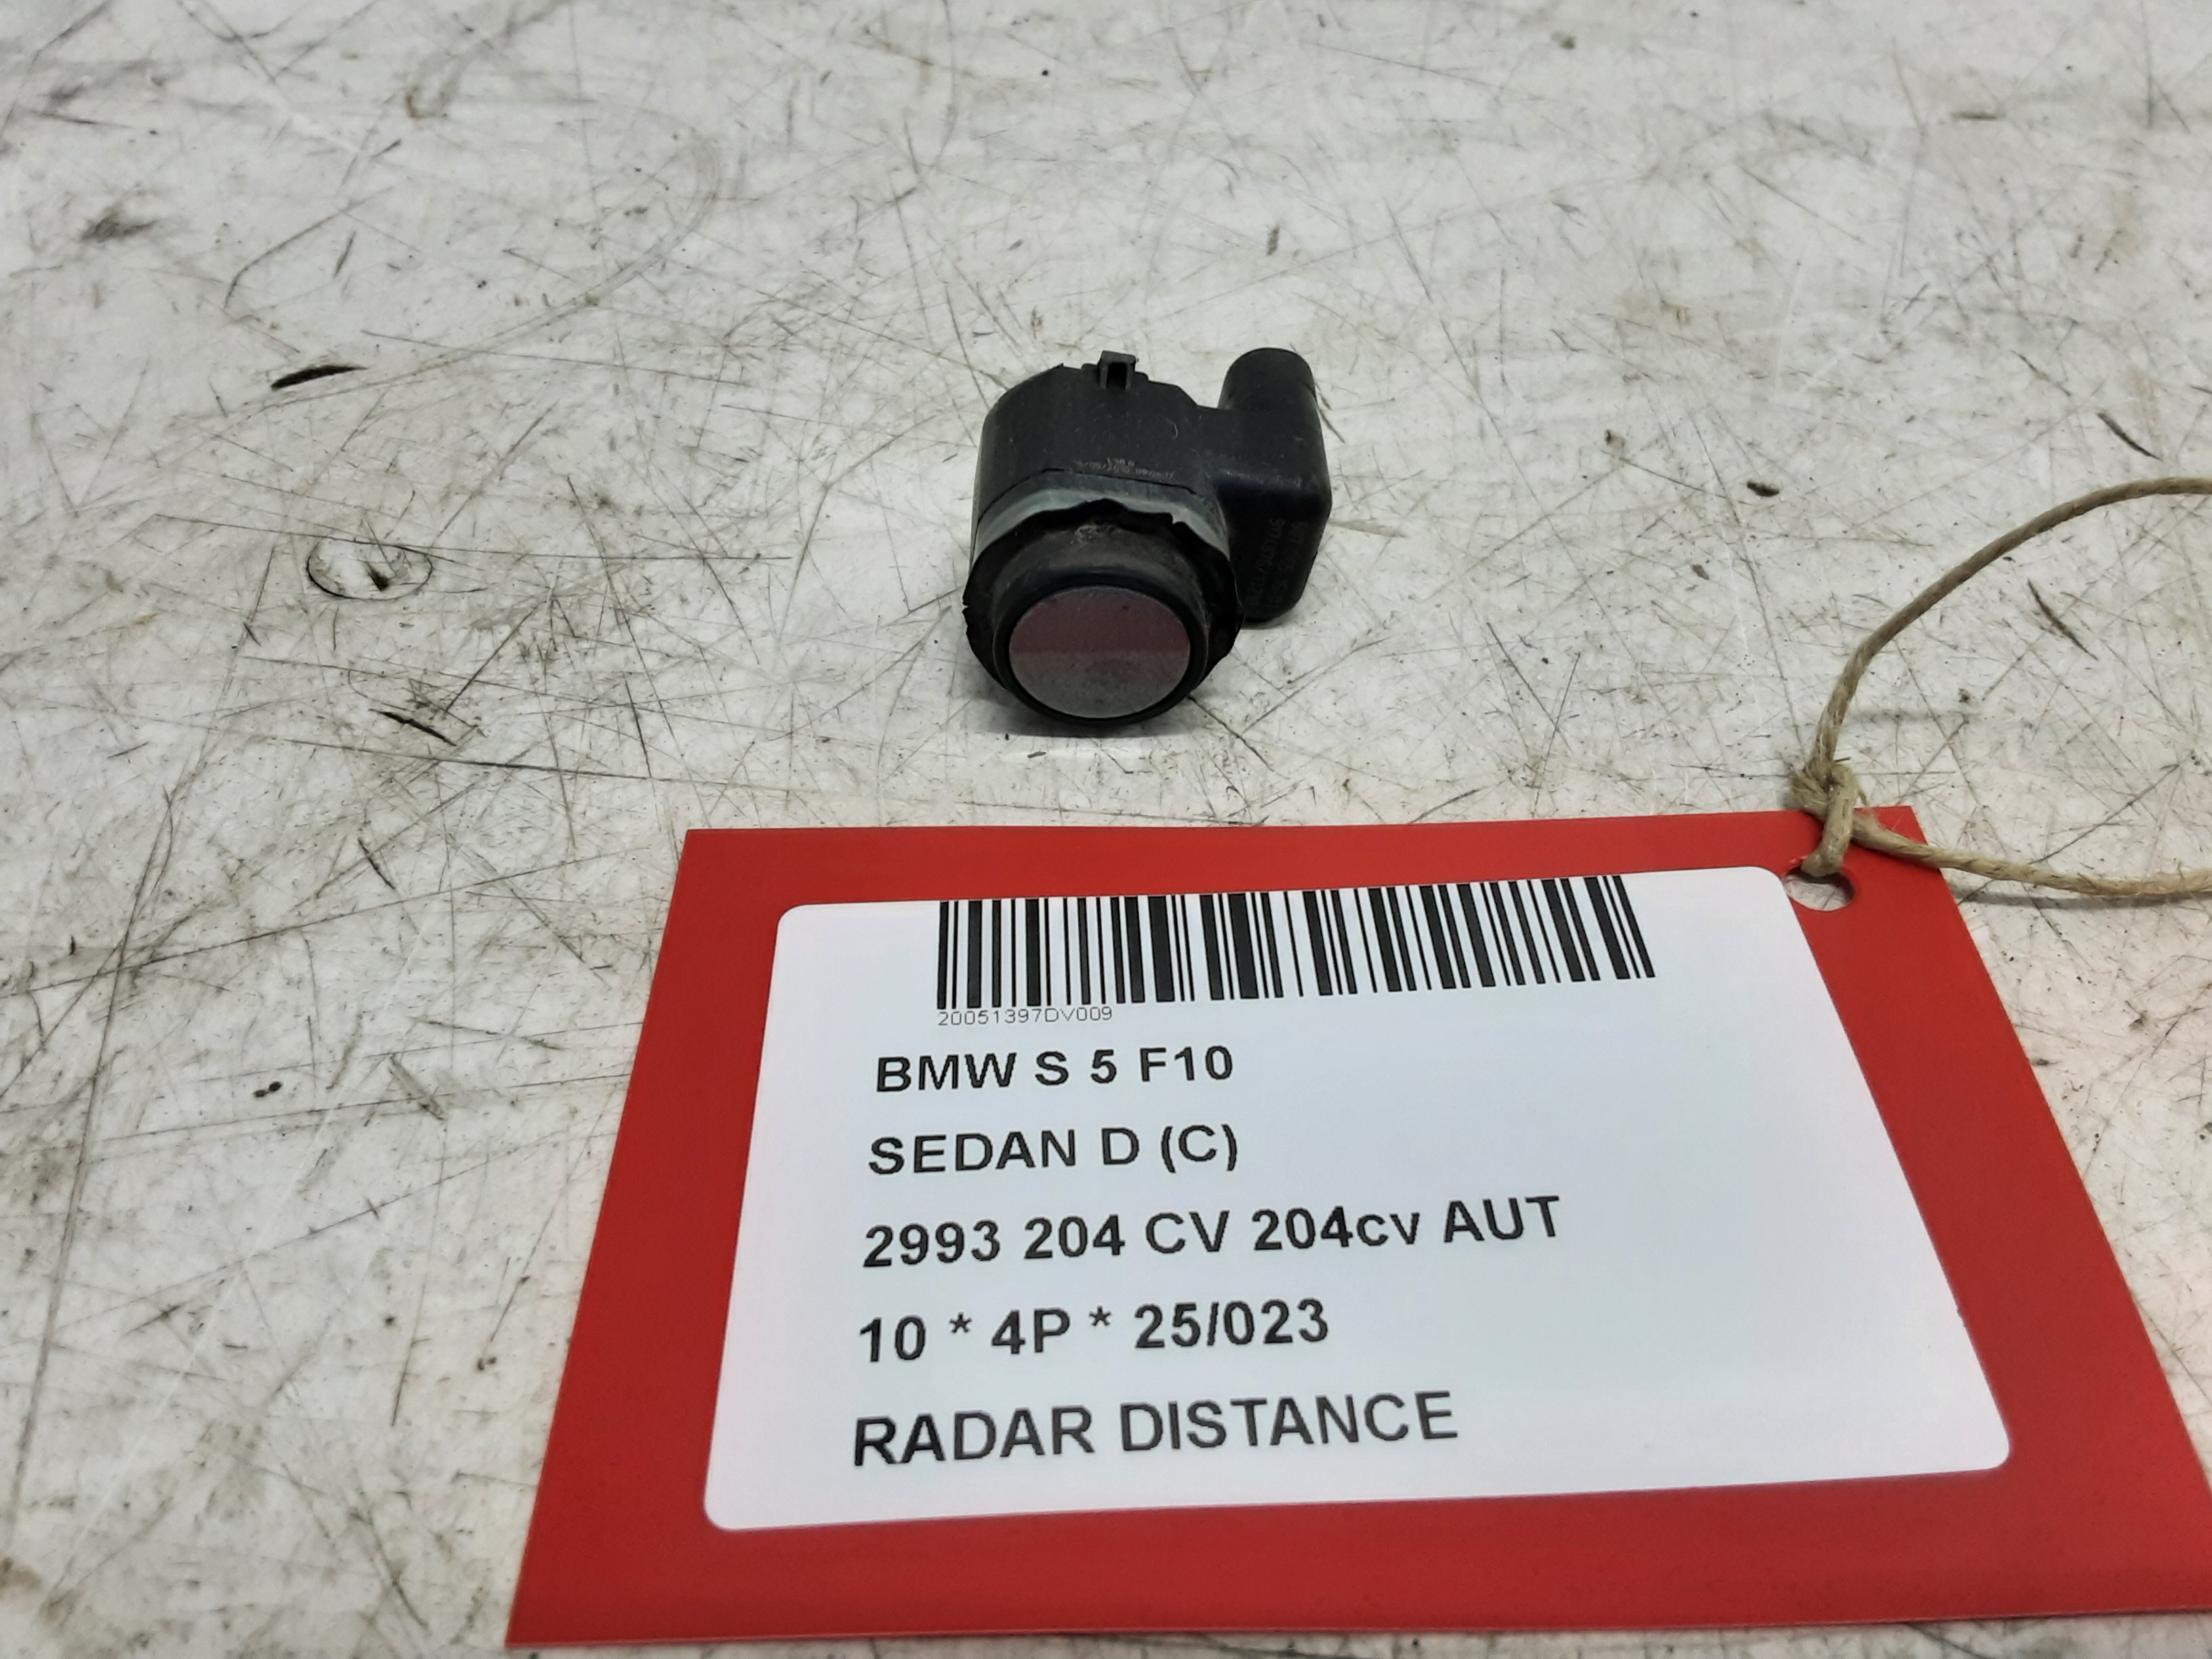 20051397DV009
BMW S 5 F10
SEDAN D (C)
2993 204 CV 204cv AUT
10 * 4P * 25/023
RADAR DISTANCE